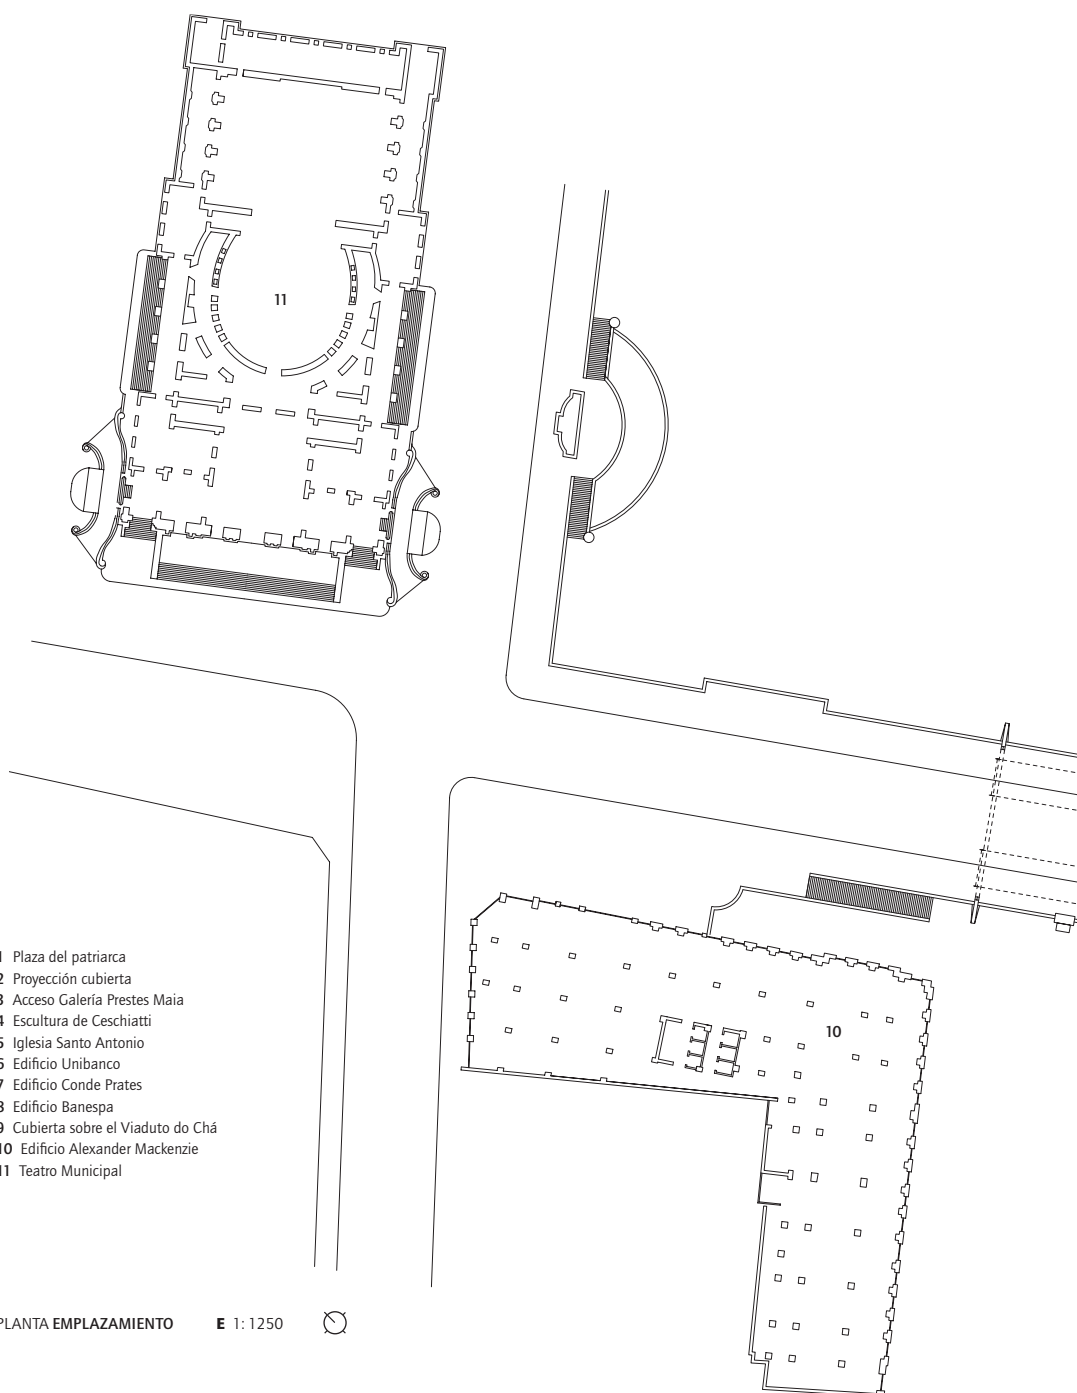 11
10
1 Plaza del patriarca
2 Proyección cubierta
3 Acceso Galería Prestes Maia
4 Escultura de Ceschiatti
5 Iglesia Santo Antonio
6 Edificio Unibanco
7 Edificio Conde Prates
8 Edificio Banespa
9 Cubierta sobre el Viaduto do Chá
10 Edificio Alexander Mackenzie
11 Teatro Municipal
PLANTA EMPLAZAMIENTO E 1: 1250